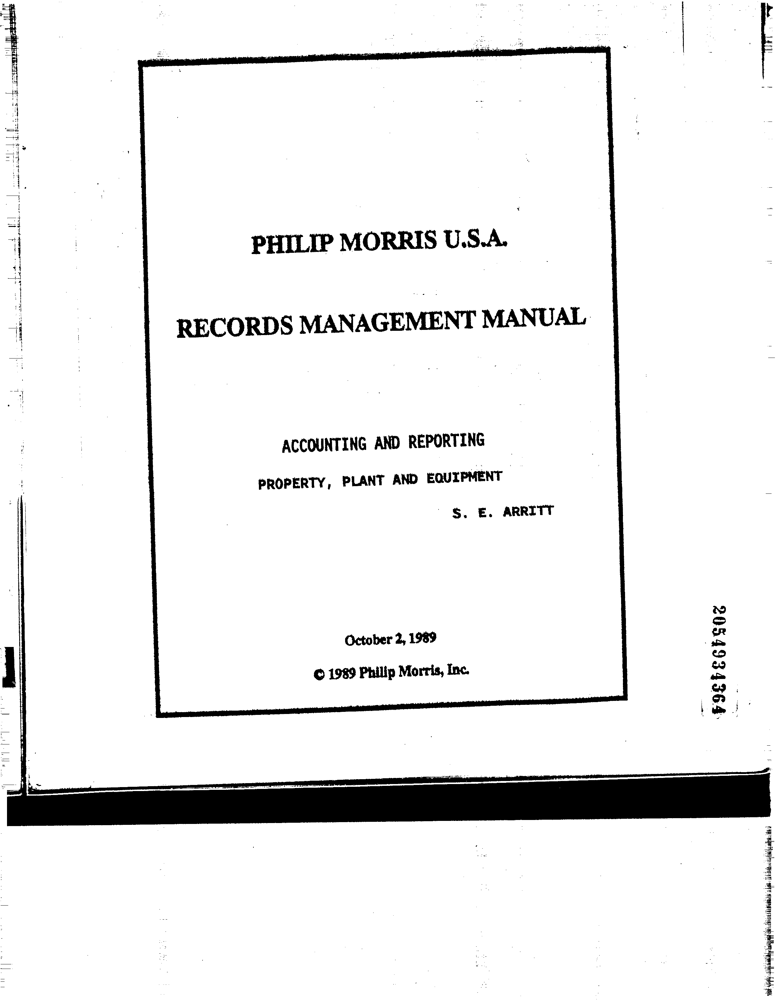 PHILIP MORRIS U.S.A.
RECORDS MANAGEMENT MANUAL
ACCOUNTING AND REPORTING
PROPERTY, PLANT AND EQUIPMENT
S. E. ARRITT
October 2, 1989
© 1989 Philip Morris, Inc.
2054934364